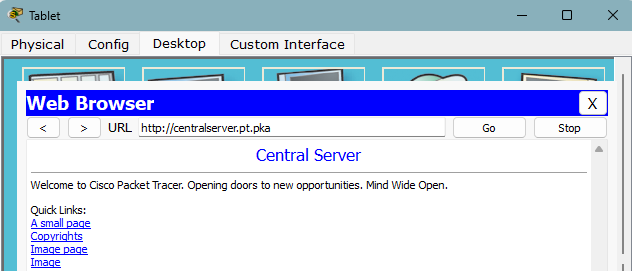 Tablet
Physical Config Desktop Custom Interface
Web Browser X
< > URL http://centralserver.pt.pka Go Stop
Central Server
Welcome to Cisco Packet Tracer. Opening doors to new opportunities. Mind Wide Open.
Quick Links:
A small page
Copyrights
Image page
Image